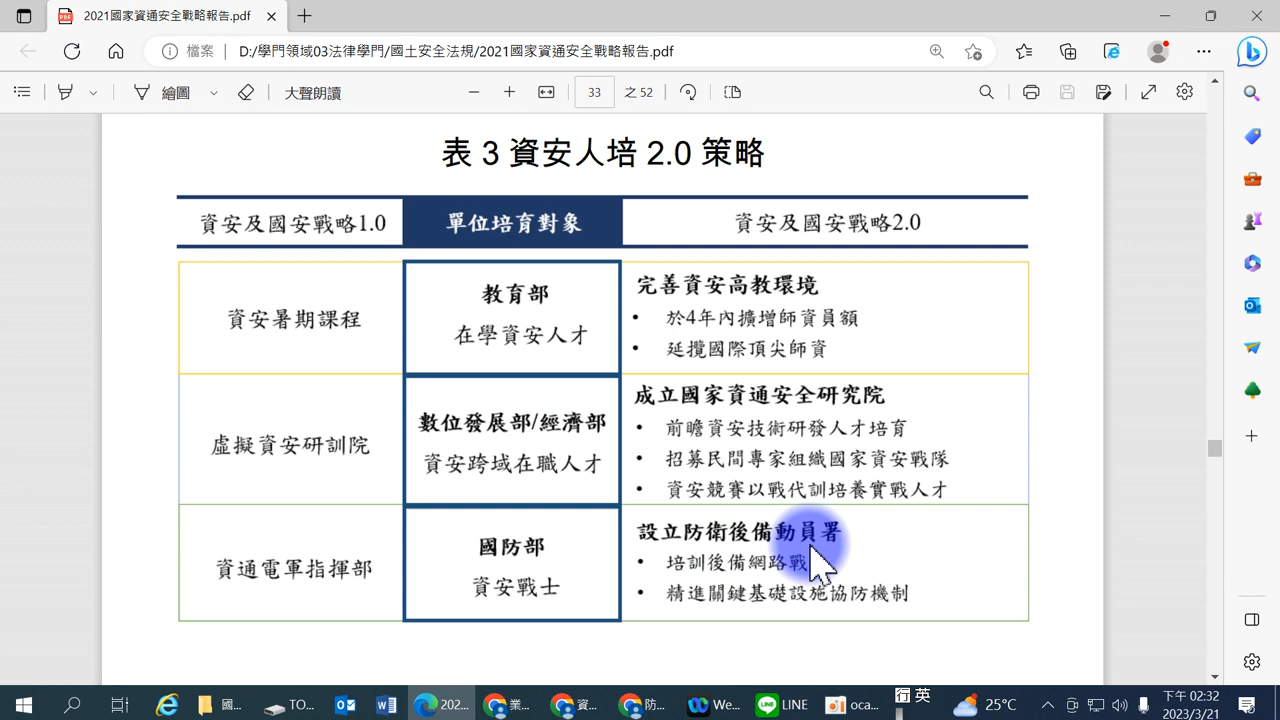 2021國家資通安全戰略報告.pdf
檔案
D:/學門領域03法律學門/國土安全法規/2021國家資通安全戰略報告.pdf
繪圖
大聲朗讀
33
之 52
表 3 資安人培 2.0 策略
資安及國安戰略1.0
單位培育對象
資安及國安戰略2.0
資安暑期課程
教育部
在學資安人才
完善資安高教環境
• 於4年內擴增師資員額
• 延攬國際頂尖師資
虛擬資安研訓院
數位發展部/經濟部
資安跨域在職人才
成立國家資通安全研究院
• 前瞻資安技術研發人才培育
• 招募民間專家組織國家資安戰隊
• 資安競賽以戰代訓培養實戰人才
資通電軍指揮部
國防部
資安戰士
設立防衛後備動員署
• 培訓後備網路戰
• 精進關鍵基礎設施協防機制
國...
TO...
202...
業...
資...
防...
We...
LINE
oca...
行 英
25°C
下午 02:32
2023/3/21